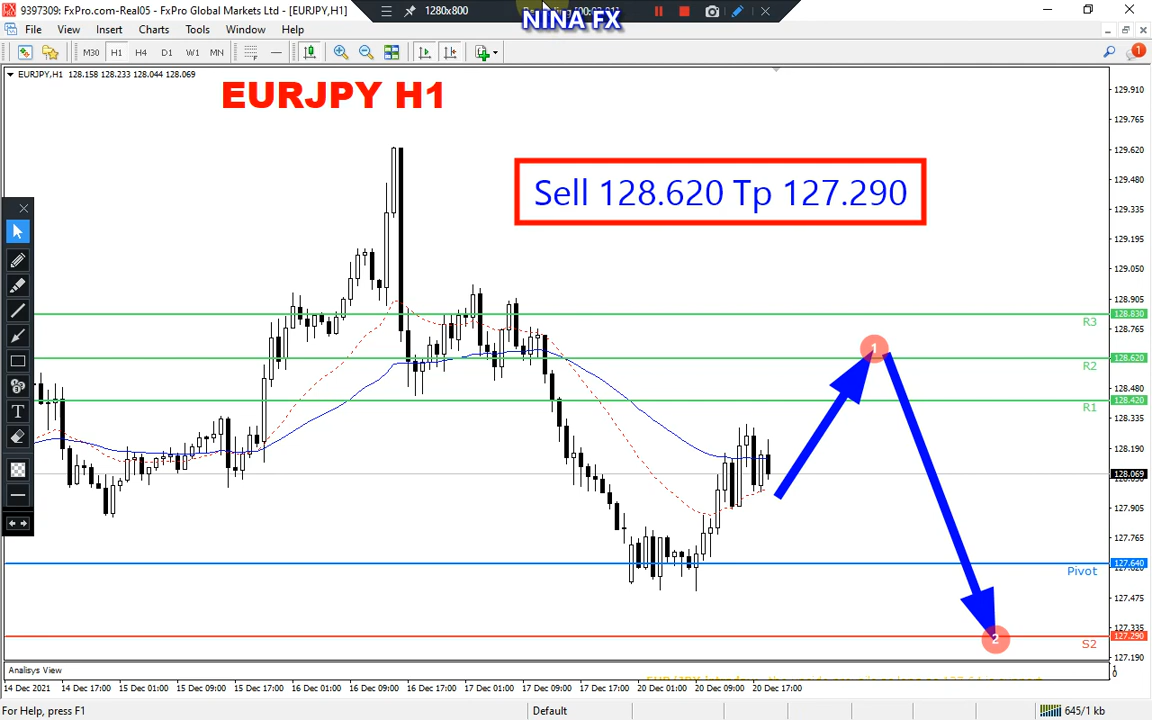 9397309: FxPro.com-Real05 - FxPro Global Markets Ltd - [EURJPY,H1]
1280x800
NINA FX
File View Insert Charts Tools Window Help
M30 H1 H4 D1 W1 MN
1
EURJPY,H1 128.158 128.233 128.044 128.069
EURJPY H1
Sell 128.620 Tp 127.290
129.910
129.765
129.620
129.480
129.335
129.195
129.050
128.905
128.830
R3
128.765
1
128.620
R2
128.480
128.420
R1
128.335
128.190
128.069
127.905
127.765
127.640
Pivot
127.475
127.335
127.290
2
S2
127.190
Analisys View
1
0
14 Dec 2021 14 Dec 17:00 15 Dec 01:00 15 Dec 09:00 15 Dec 17:00 16 Dec 01:00 16 Dec 09:00 16 Dec 17:00 17 Dec 01:00 17 Dec 09:00 17 Dec 17:00 20 Dec 01:00 20 Dec 09:00 20 Dec 17:00
For Help, press F1
Default
645/1 kb